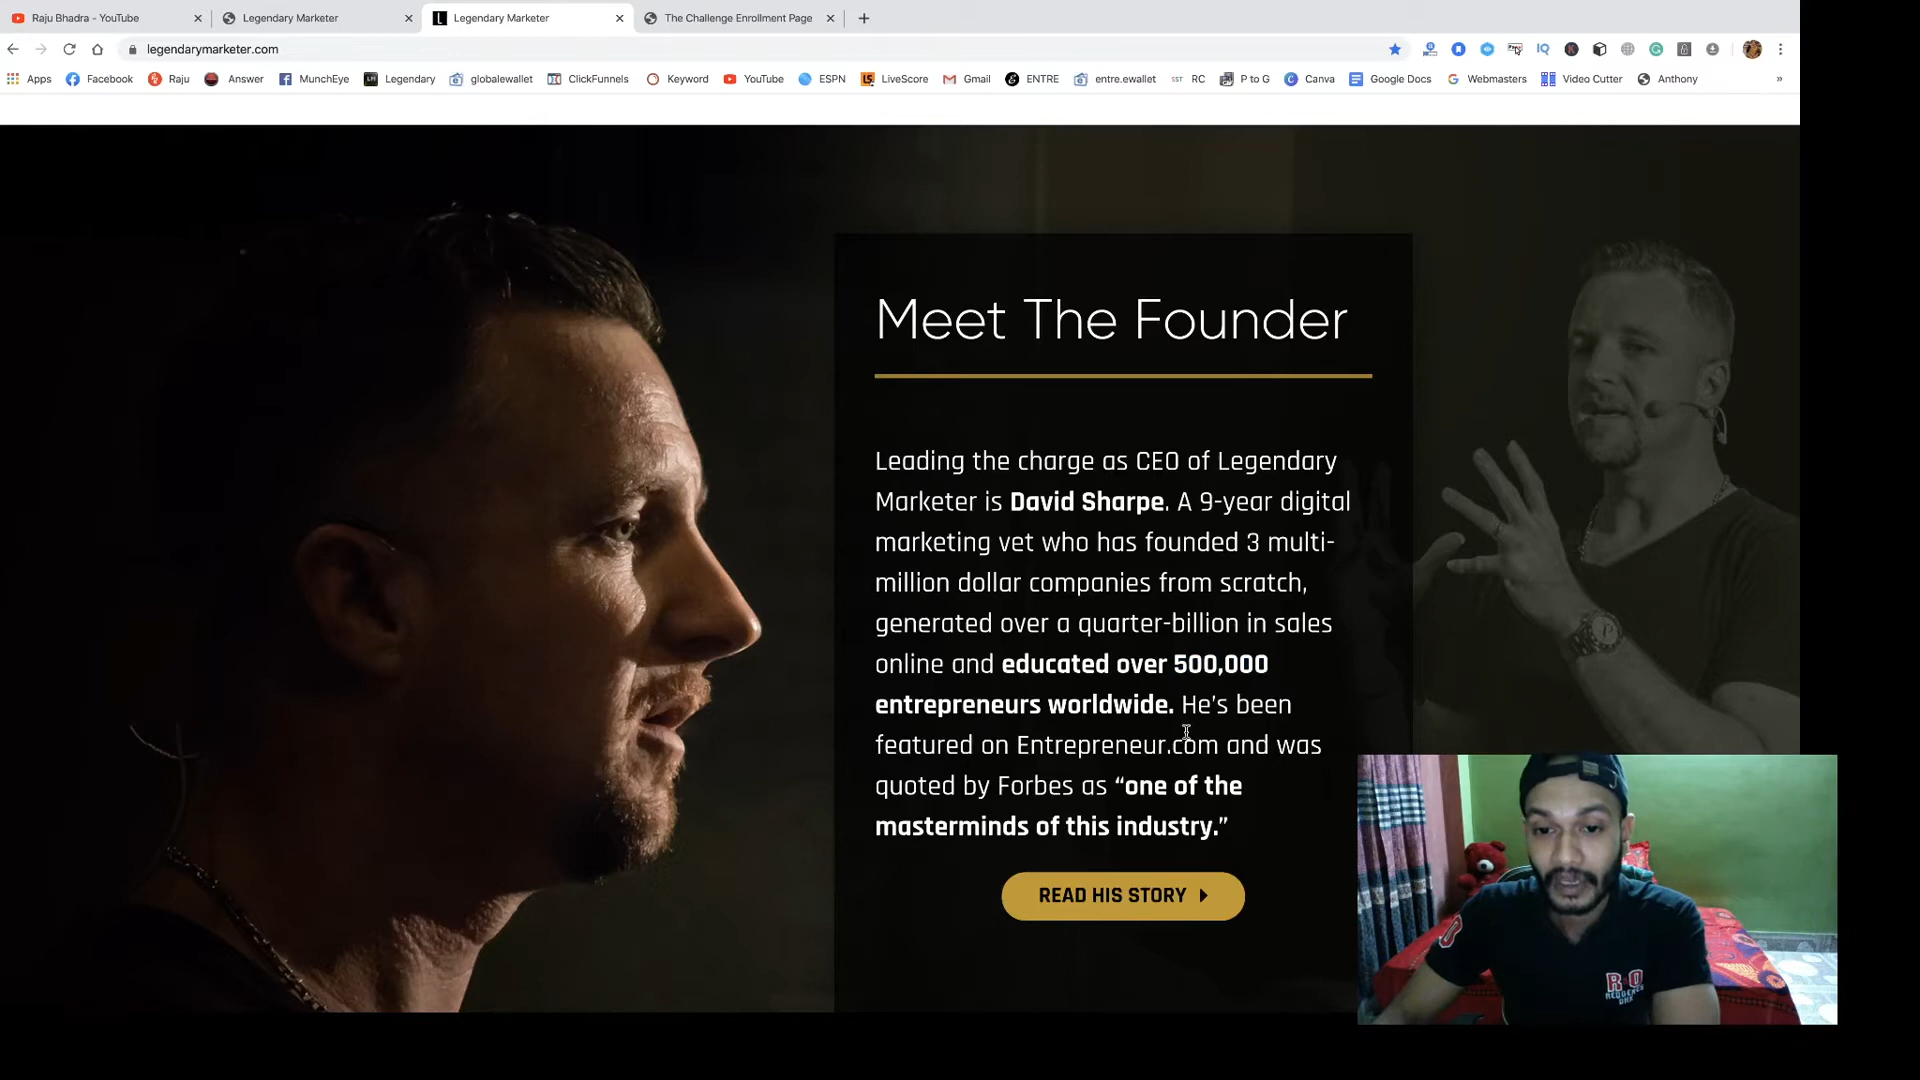 Raju Bhadra - YouTube
Legendary Marketer
L Legendary Marketer
The Challenge Enrollment Page
legendarymarketer.com
IQ
K
Apps
Facebook
Raju
Answer
MunchEye
LM Legendary
globalewallet
ClickFunnels
Keyword
YouTube
ESPN
LS LiveScore
Gmail
ENTRE
entre.ewallet
SST RC
P to G
Canva
Google Docs
Webmasters
Video Cutter
Anthony
»
Meet The Founder
Leading the charge as CEO of Legendary
Marketer is David Sharpe. A 9-year digital
marketing vet who has founded 3 multi-
million dollar companies from scratch,
generated over a quarter-billion in sales
online and educated over 500,000
entrepreneurs worldwide. He’s been
featured on Entrepreneur.com and was
quoted by Forbes as “one of the
masterminds of this industry.”
READ HIS STORY